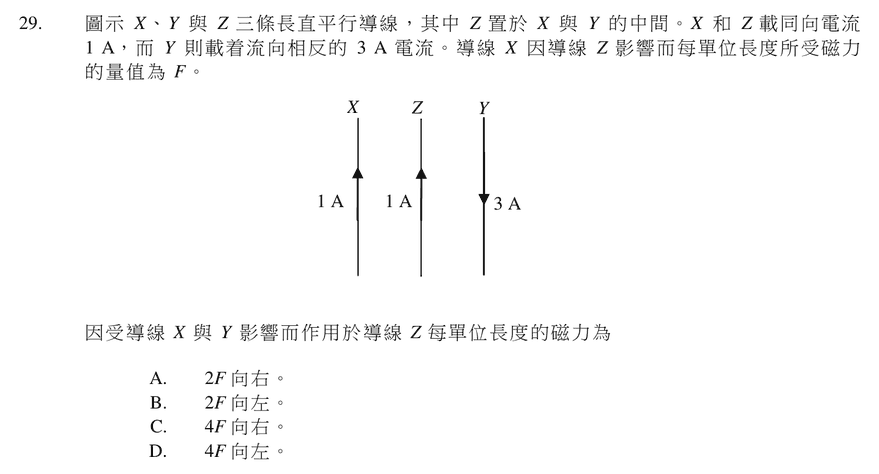 29. 圖示 X、Y 與 Z 三條長直平行導線，其中 Z 置於 X 與 Y 的中間。X 和 Z 載同向電流
1 A，而 Y 則載着流向相反的 3 A 電流。導線 X 因導線 Z 影響而每單位長度所受磁力
的量值為 F。
X Z Y
1 A 1 A 3 A
因受導線 X 與 Y 影響而作用於導線 Z 每單位長度的磁力為
A. 2F 向右。
B. 2F 向左。
C. 4F 向右。
D. 4F 向左。